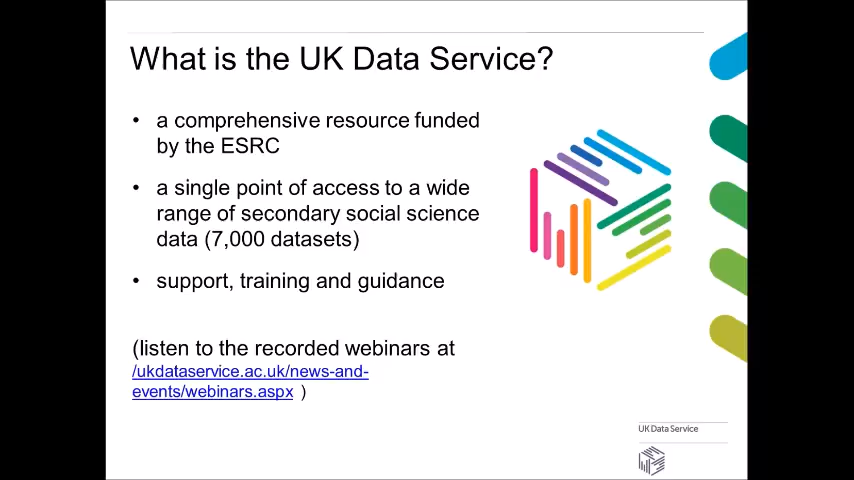 What is the UK Data Service?
• a comprehensive resource funded
by the ESRC
• a single point of access to a wide
range of secondary social science
data (7,000 datasets)
• support, training and guidance
(listen to the recorded webinars at
/ukdataservice.ac.uk/news-and-
events/webinars.aspx )
UK Data Service